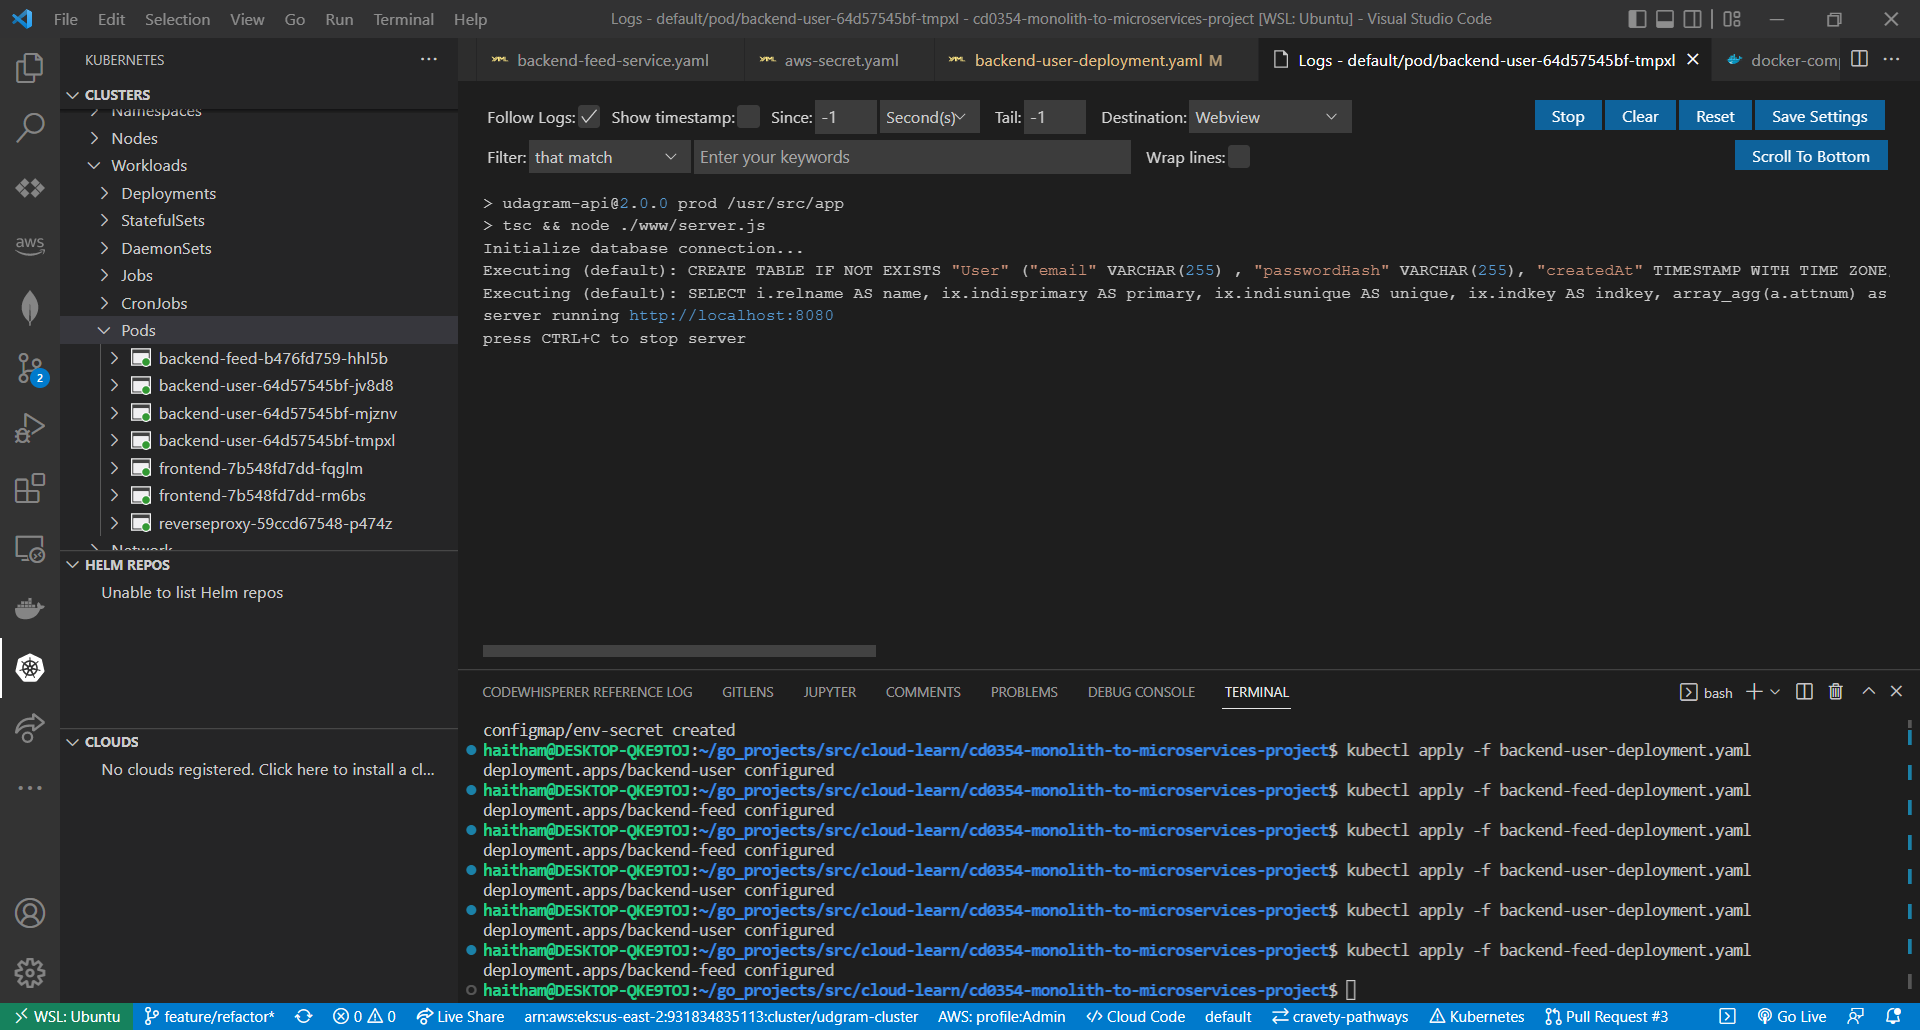 File Edit Selection View Go Run Terminal Help
Logs - default/pod/backend-user-64d57545bf-tmpxl - cd0354-monolith-to-microservices-project [WSL: Ubuntu] - Visual Studio Code
KUBERNETES
backend-feed-service.yaml
aws-secret.yaml
backend-user-deployment.yaml M
Logs - default/pod/backend-user-64d57545bf-tmpxl
docker-com
CLUSTERS
Namespaces
Nodes
Workloads
Deployments
StatefulSets
DaemonSets
Jobs
CronJobs
Pods
backend-feed-b476fd759-hhl5b
backend-user-64d57545bf-jv8d8
backend-user-64d57545bf-mjznv
backend-user-64d57545bf-tmpxl
frontend-7b548fd7dd-fqglm
frontend-7b548fd7dd-rm6bs
reverseproxy-59ccd67548-p474z
Network
HELM REPOS
Unable to list Helm repos
CLOUDS
No clouds registered. Click here to install a cl...
aws
2
Follow Logs: Show timestamp: Since: -1 Second(s) Tail: -1 Destination: Webview
Stop Clear Reset Save Settings
Filter: that match Enter your keywords Wrap lines:
Scroll To Bottom
> udagram-api@2.0.0 prod /usr/src/app
> tsc && node ./www/server.js
Initialize database connection...
Executing (default): CREATE TABLE IF NOT EXISTS "User" ("email" VARCHAR(255) , "passwordHash" VARCHAR(255), "createdAt" TIMESTAMP WITH TIME ZONE,
Executing (default): SELECT i.relname AS name, ix.indisprimary AS primary, ix.indisunique AS unique, ix.indkey AS indkey, array_agg(a.attnum) as
server running http://localhost:8080
press CTRL+C to stop server
CODEWHISPERER REFERENCE LOG GITLENS JUPYTER COMMENTS PROBLEMS DEBUG CONSOLE TERMINAL
bash
configmap/env-secret created
haitham@DESKTOP-QKE9TOJ:~/go_projects/src/cloud-learn/cd0354-monolith-to-microservices-project$ kubectl apply -f backend-user-deployment.yaml
deployment.apps/backend-user configured
haitham@DESKTOP-QKE9TOJ:~/go_projects/src/cloud-learn/cd0354-monolith-to-microservices-project$ kubectl apply -f backend-feed-deployment.yaml
deployment.apps/backend-feed configured
haitham@DESKTOP-QKE9TOJ:~/go_projects/src/cloud-learn/cd0354-monolith-to-microservices-project$ kubectl apply -f backend-feed-deployment.yaml
deployment.apps/backend-feed configured
haitham@DESKTOP-QKE9TOJ:~/go_projects/src/cloud-learn/cd0354-monolith-to-microservices-project$ kubectl apply -f backend-user-deployment.yaml
deployment.apps/backend-user configured
haitham@DESKTOP-QKE9TOJ:~/go_projects/src/cloud-learn/cd0354-monolith-to-microservices-project$ kubectl apply -f backend-user-deployment.yaml
deployment.apps/backend-user configured
haitham@DESKTOP-QKE9TOJ:~/go_projects/src/cloud-learn/cd0354-monolith-to-microservices-project$ kubectl apply -f backend-feed-deployment.yaml
deployment.apps/backend-feed configured
haitham@DESKTOP-QKE9TOJ:~/go_projects/src/cloud-learn/cd0354-monolith-to-microservices-project$
WSL: Ubuntu feature/refactor* 0 0 Live Share arn:aws:eks:us-east-2:931834835113:cluster/udgram-cluster AWS: profile:Admin Cloud Code default cravety-pathways Kubernetes Pull Request #3 Go Live